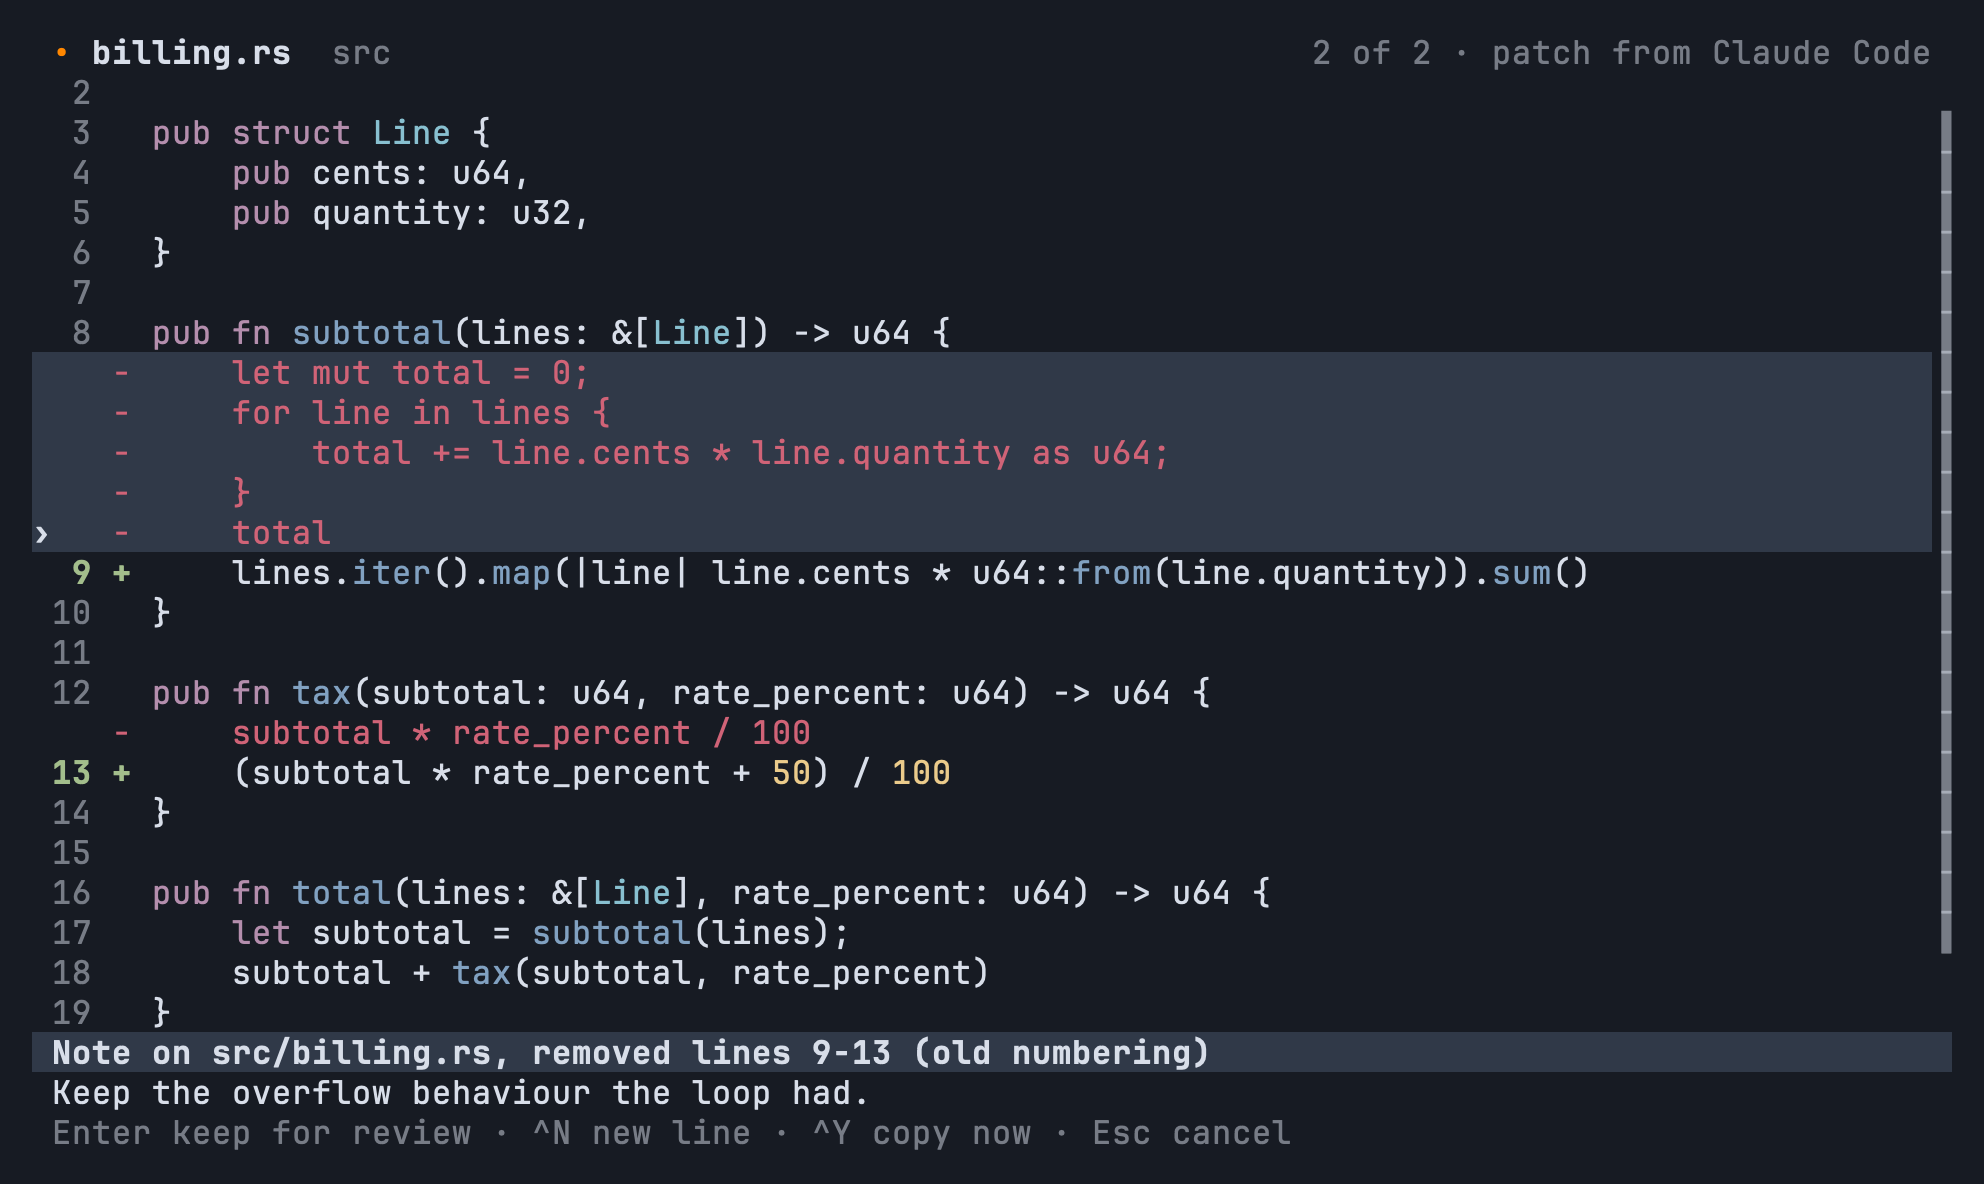 • billing.rs  src  2 of 2 · patch from Claude Code
2
3   pub struct Line {
4       pub cents: u64,
5       pub quantity: u32,
6   }
7
8   pub fn subtotal(lines: &[Line]) -> u64 {
  -     let mut total = 0;
  -     for line in lines {
  -         total += line.cents * line.quantity as u64;
  -     }
› -     total
9 +     lines.iter().map(|line| line.cents * u64::from(line.quantity)).sum()
10  }
11
12  pub fn tax(subtotal: u64, rate_percent: u64) -> u64 {
  -     subtotal * rate_percent / 100
13 +    (subtotal * rate_percent + 50) / 100
14  }
15
16  pub fn total(lines: &[Line], rate_percent: u64) -> u64 {
17      let subtotal = subtotal(lines);
18      subtotal + tax(subtotal, rate_percent)
19  }
Note on src/billing.rs, removed lines 9-13 (old numbering)
Keep the overflow behaviour the loop had.
Enter keep for review · ^N new line · ^Y copy now · Esc cancel